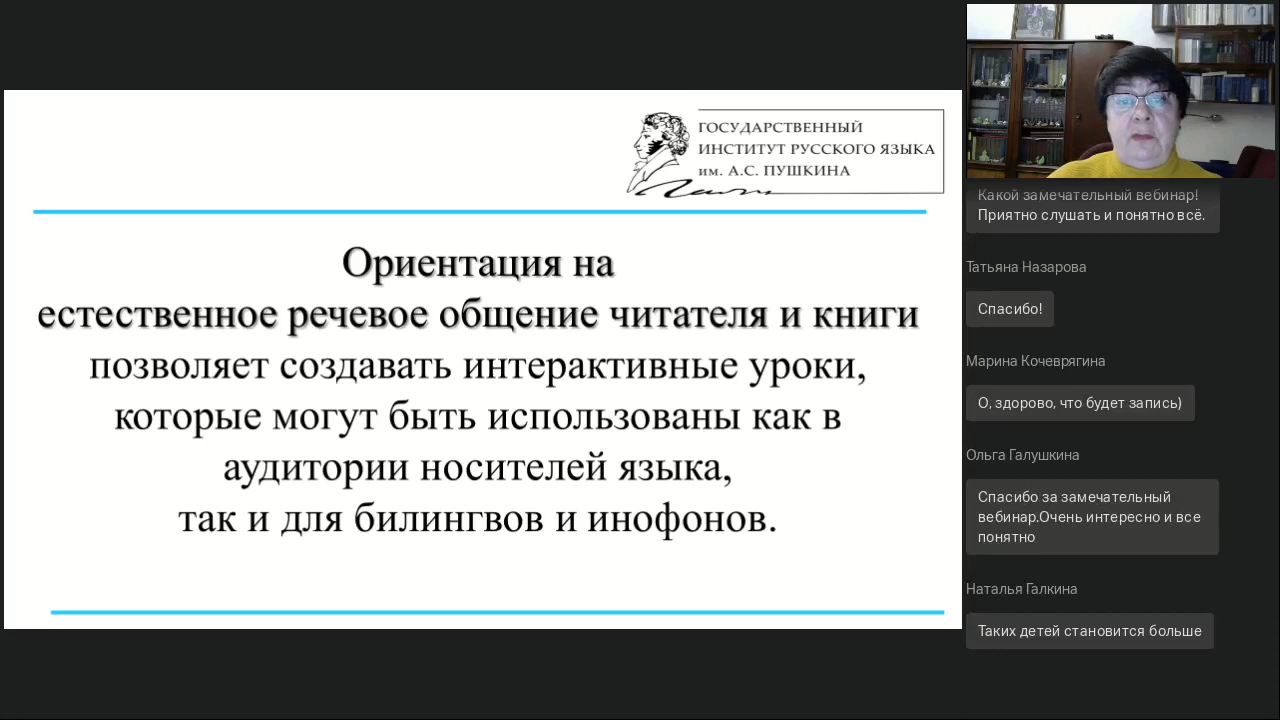 ГОСУДАРСТВЕННЫЙ
ИНСТИТУТ РУССКОГО ЯЗЫКА
им. А.С. ПУШКИНА
Ориентация на
естественное речевое общение читателя и книги
позволяет создавать интерактивные уроки,
которые могут быть использованы как в
аудитории носителей языка,
так и для билингвов и инофонов.
Какой замечательный вебинар!
Приятно слушать и понятно всё.
Татьяна Назарова
Спасибо!
Марина Кочеврягина
О, здорово, что будет запись)
Ольга Галушкина
Спасибо за замечательный
вебинар.Очень интересно и все
понятно
Наталья Галкина
Таких детей становится больше